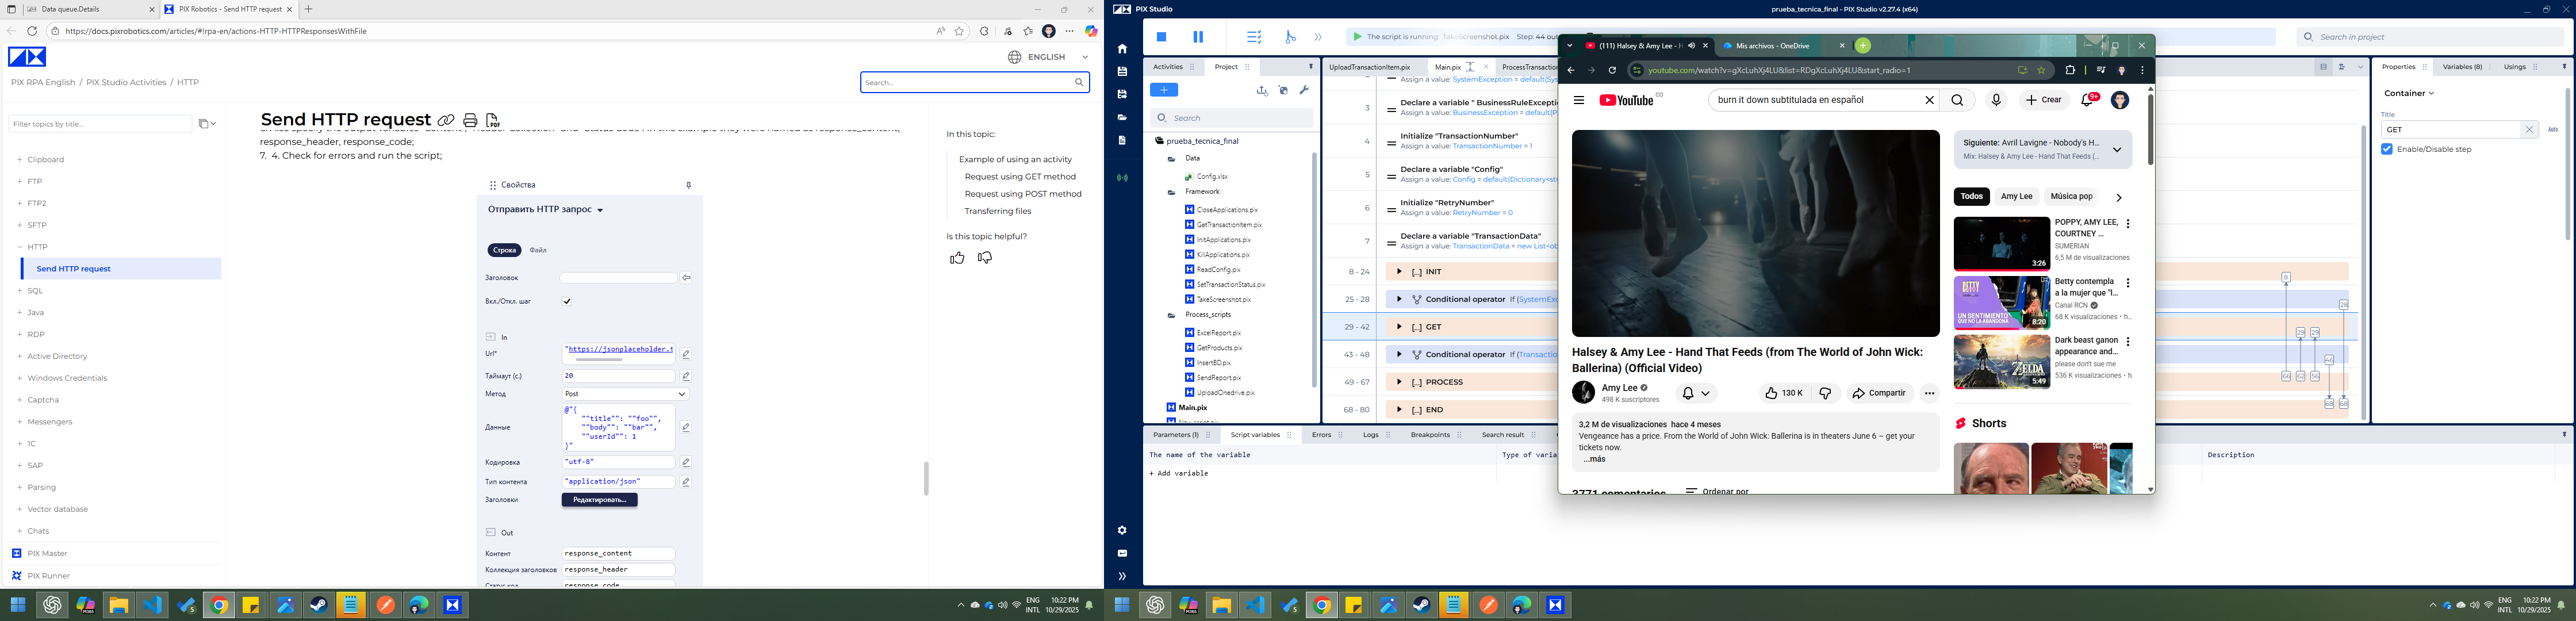 Data queue.Details
PIX Robotics - Send HTTP request
https://docs.pixrobotics.com/articles/#!rpa-en/actions-HTTP-HTTPResponsesWithFile
ENGLISH
PIX RPA English / PIX Studio Activities / HTTP
Search...
Filter topics by title...
Clipboard
FTP
FTP2
SFTP
HTTP
Send HTTP request
SQL
Java
RDP
Active Directory
Windows Credentials
Captcha
Messengers
1C
SAP
Parsing
Vector database
Chats
PIX Master
PIX Runner
Send HTTP request
response_header, response_code;
7. 4. Check for errors and run the script;
Свойства
Отправить HTTP запрос
Строка
Файл
Заголовок
Вкл./Откл. шаг
In
Url*
"https://jsonplaceholder.t
Таймаут (с.)
20
Метод
Post
Данные
@"{
""title"": ""foo"",
""body"": ""bar"",
""userId"": 1
}"
Кодировка
"utf-8"
Тип контента
"application/json"
Заголовки
Редактировать...
Out
Контент
response_content
Коллекция заголовков
response_header
Статус код
response_code
In this topic:
Example of using an activity
Request using GET method
Request using POST method
Transferring files
Is this topic helpful?
ENG
INTL
10:22 PM
10/29/2025
PIX Studio
prueba_tecnica_final - PIX Studio v2.27.4 (x64)
The script is running TakeScreenshot.pix Step: 44 out
Search in project
Activities
Project
Search
prueba_tecnica_final
Data
Config.xlsx
Framework
CloseApplications.pix
GetTransactionItem.pix
InitApplications.pix
KillApplications.pix
ReadConfig.pix
SetTransactionStatus.pix
TakeScreenshot.pix
Process_scripts
ExcelReport.pix
GetProducts.pix
InsertBD.pix
SendReport.pix
UploadOnedrive.pix
Main.pix
UploadTransactionItem.pix
Main.pix
ProcessTransaction
Assign a value: SystemException = default(Sys
3
Declare a variable " BusinessRuleExceptio
Assign a value: BusinessException = default(P
4
Initialize "TransactionNumber"
Assign a value: TransactionNumber = 1
5
Declare a variable "Config"
Assign a value: Config = default(Dictionary<str
6
Initialize "RetryNumber"
Assign a value: RetryNumber = 0
7
Declare a variable "TransactionData"
Assign a value: TransactionData = new List<ob
8 - 24
[...] INIT
25 - 28
Conditional operator If (SystemExc
29 - 42
[...] GET
43 - 48
Conditional operator If (Transactio
49 - 67
[...] PROCESS
68 - 80
[...] END
Parameters (1)
Script variables
Errors
Logs
Breakpoints
Search result
The name of the variable
Type of varia
Description
+ Add variable
Properties
Variables (8)
Usings
Container
Title
GET
Auto
Enable/Disable step
(111) Halsey & Amy Lee - H
Mis archivos - OneDrive
youtube.com/watch?v=gXcLuhXj4LU&list=RDgXcLuhXj4LU&start_radio=1
YouTube
CO
burn it down subtitulada en español
Crear
9+
Halsey & Amy Lee - Hand That Feeds (from The World of John Wick:
Ballerina) (Official Video)
Amy Lee
498 K suscriptores
130 K
Compartir
3,2 M de visualizaciones hace 4 meses
Vengeance has a price. From the World of John Wick: Ballerina is in theaters June 6 – get your
tickets now.
...más
3771 comentarios
Ordenar por
Siguiente: Avril Lavigne - Nobody's H...
Mix: Halsey & Amy Lee - Hand That Feeds (...
Todos
Amy Lee
Música pop
POPPY, AMY LEE,
COURTNEY ...
SUMERIAN
6,5 M de visualizaciones
3:26
Betty contempla
a la mujer que "l...
Canal RCN
68 K visualizaciones • h...
BETTY
UN SENTIMIENTO
QUE NO LA ABANDONA
8:20
Dark beast ganon
appearance and...
please don't sue me
536 K visualizaciones • h
ZELDA
5:49
Shorts
ENG
INTL
10:22 PM
10/29/2025